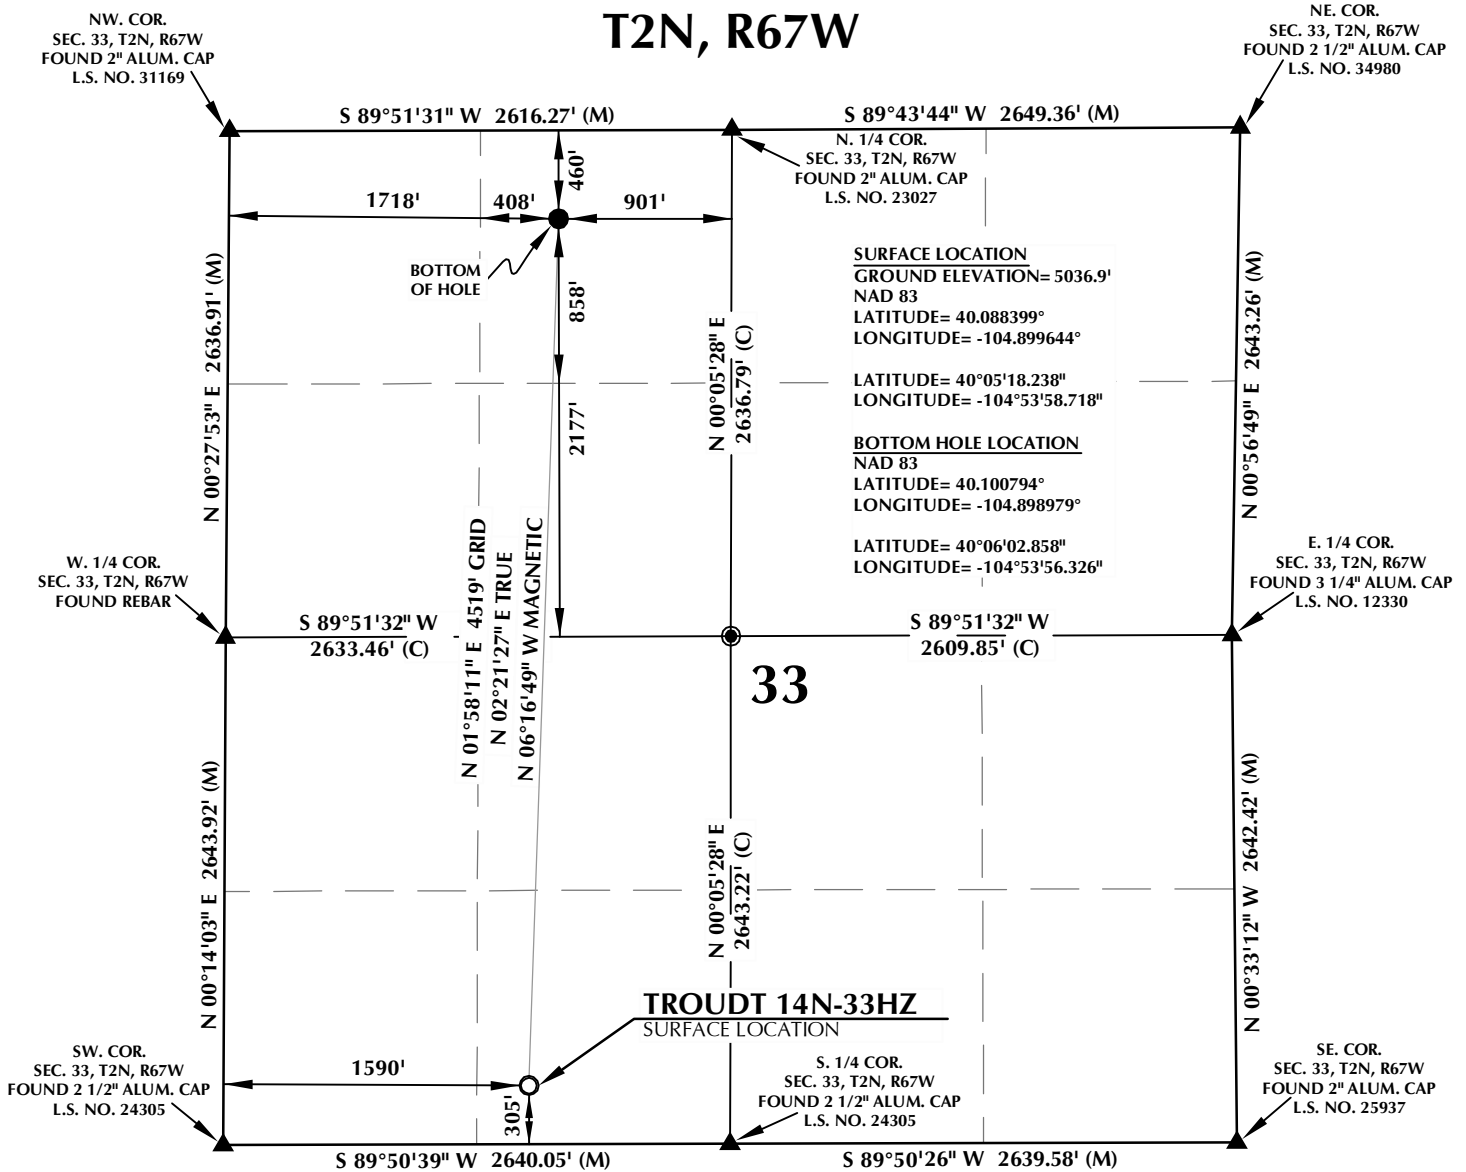 T2N, R67W
NW. COR.
SEC. 33, T2N, R67W
FOUND 2" ALUM. CAP
L.S. NO. 31169
NE. COR.
SEC. 33, T2N, R67W
FOUND 2 1/2" ALUM. CAP
L.S. NO. 34980
S 89°51'31" W 2616.27' (M)
S 89°43'44" W 2649.36' (M)
N. 1/4 COR.
SEC. 33, T2N, R67W
FOUND 2" ALUM. CAP
L.S. NO. 23027
460'
1718'
408'
901'
BOTTOM
OF HOLE
858'
2177'
N 00°27'53" E 2636.91' (M)
N 00°05'28" E
2636.79' (C)
SURFACE LOCATION
GROUND ELEVATION= 5036.9'
NAD 83
LATITUDE= 40.088399°
LONGITUDE= -104.899644°
LATITUDE= 40°05'18.238"
LONGITUDE= -104°53'58.718"
BOTTOM HOLE LOCATION
NAD 83
LATITUDE= 40.100794°
LONGITUDE= -104.898979°
LATITUDE= 40°06'02.858"
LONGITUDE= -104°53'56.326"
N 00°56'49" E 2643.26' (M)
W. 1/4 COR.
SEC. 33, T2N, R67W
FOUND REBAR
E. 1/4 COR.
SEC. 33, T2N, R67W
FOUND 3 1/4" ALUM. CAP
L.S. NO. 12330
S 89°51'32" W
2633.46' (C)
N 01°58'11" E 4519' GRID
N 02°21'27" E TRUE
N 06°16'49" W MAGNETIC
S 89°51'32" W
2609.85' (C)
33
N 00°14'03" E 2643.92' (M)
N 00°05'28" E
2643.22' (C)
N 00°33'12" W 2642.42' (M)
TROUDT 14N-33HZ
SURFACE LOCATION
SW. COR.
SEC. 33, T2N, R67W
FOUND 2 1/2" ALUM. CAP
L.S. NO. 24305
1590'
305'
S. 1/4 COR.
SEC. 33, T2N, R67W
FOUND 2 1/2" ALUM. CAP
L.S. NO. 24305
SE. COR.
SEC. 33, T2N, R67W
FOUND 2" ALUM. CAP
L.S. NO. 25937
S 89°50'39" W 2640.05' (M)
S 89°50'26" W 2639.58' (M)